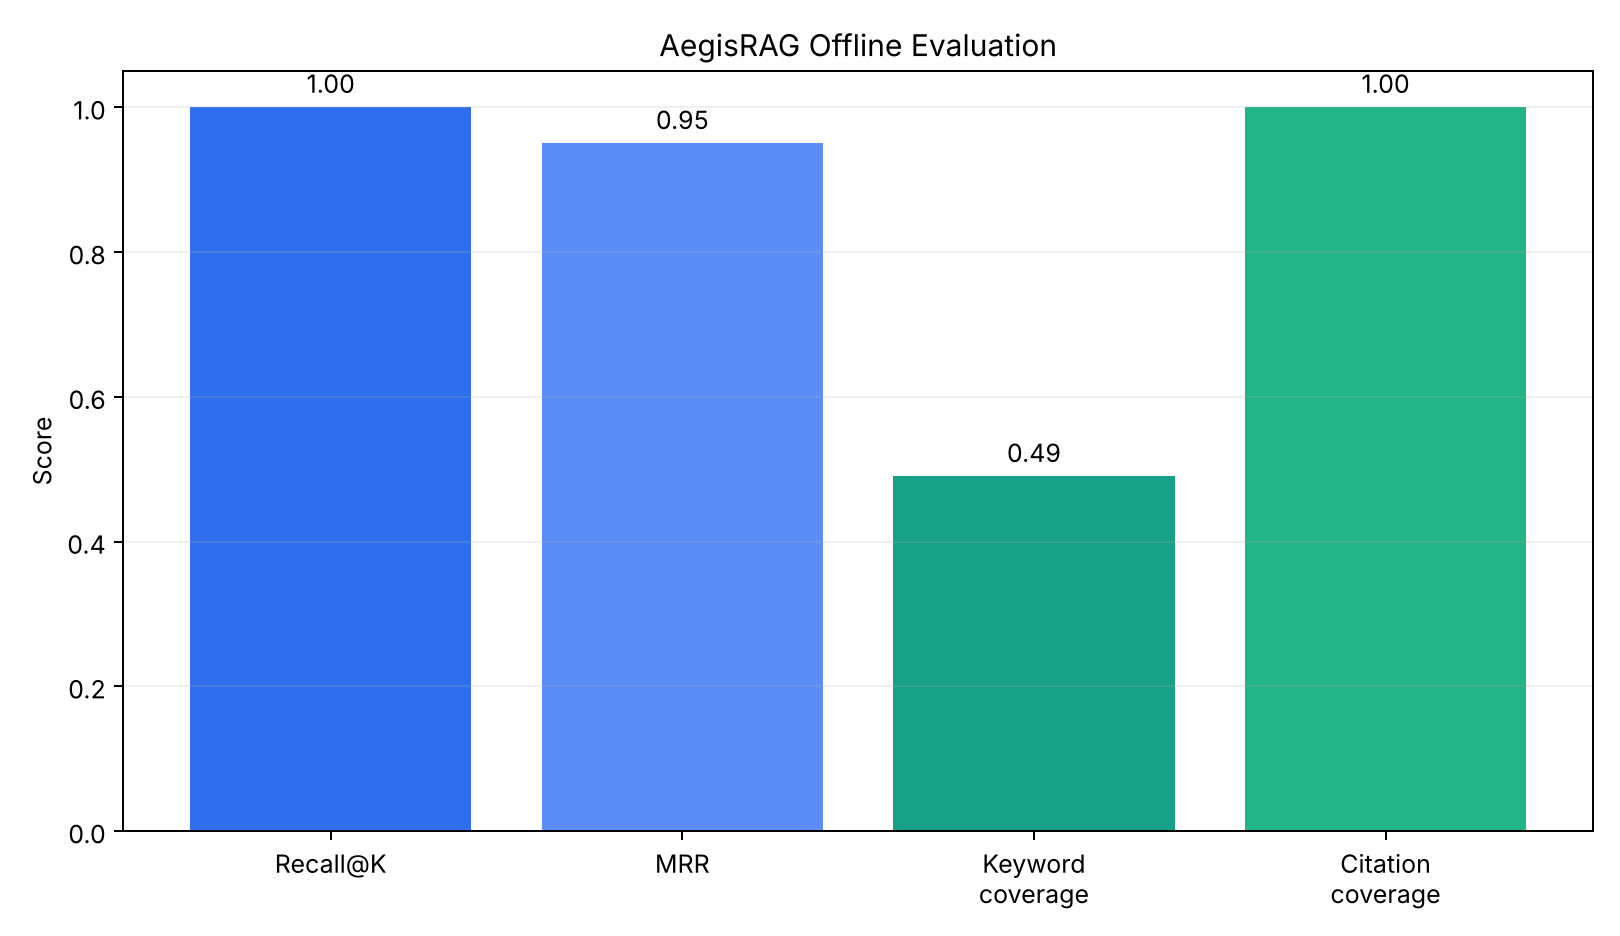 AegisRAG Offline Evaluation
1.00
0.95
0.49
1.00
1.0
0.8
0.6
0.4
0.2
0.0
Score
Recall@K
MRR
Keyword
coverage
Citation
coverage